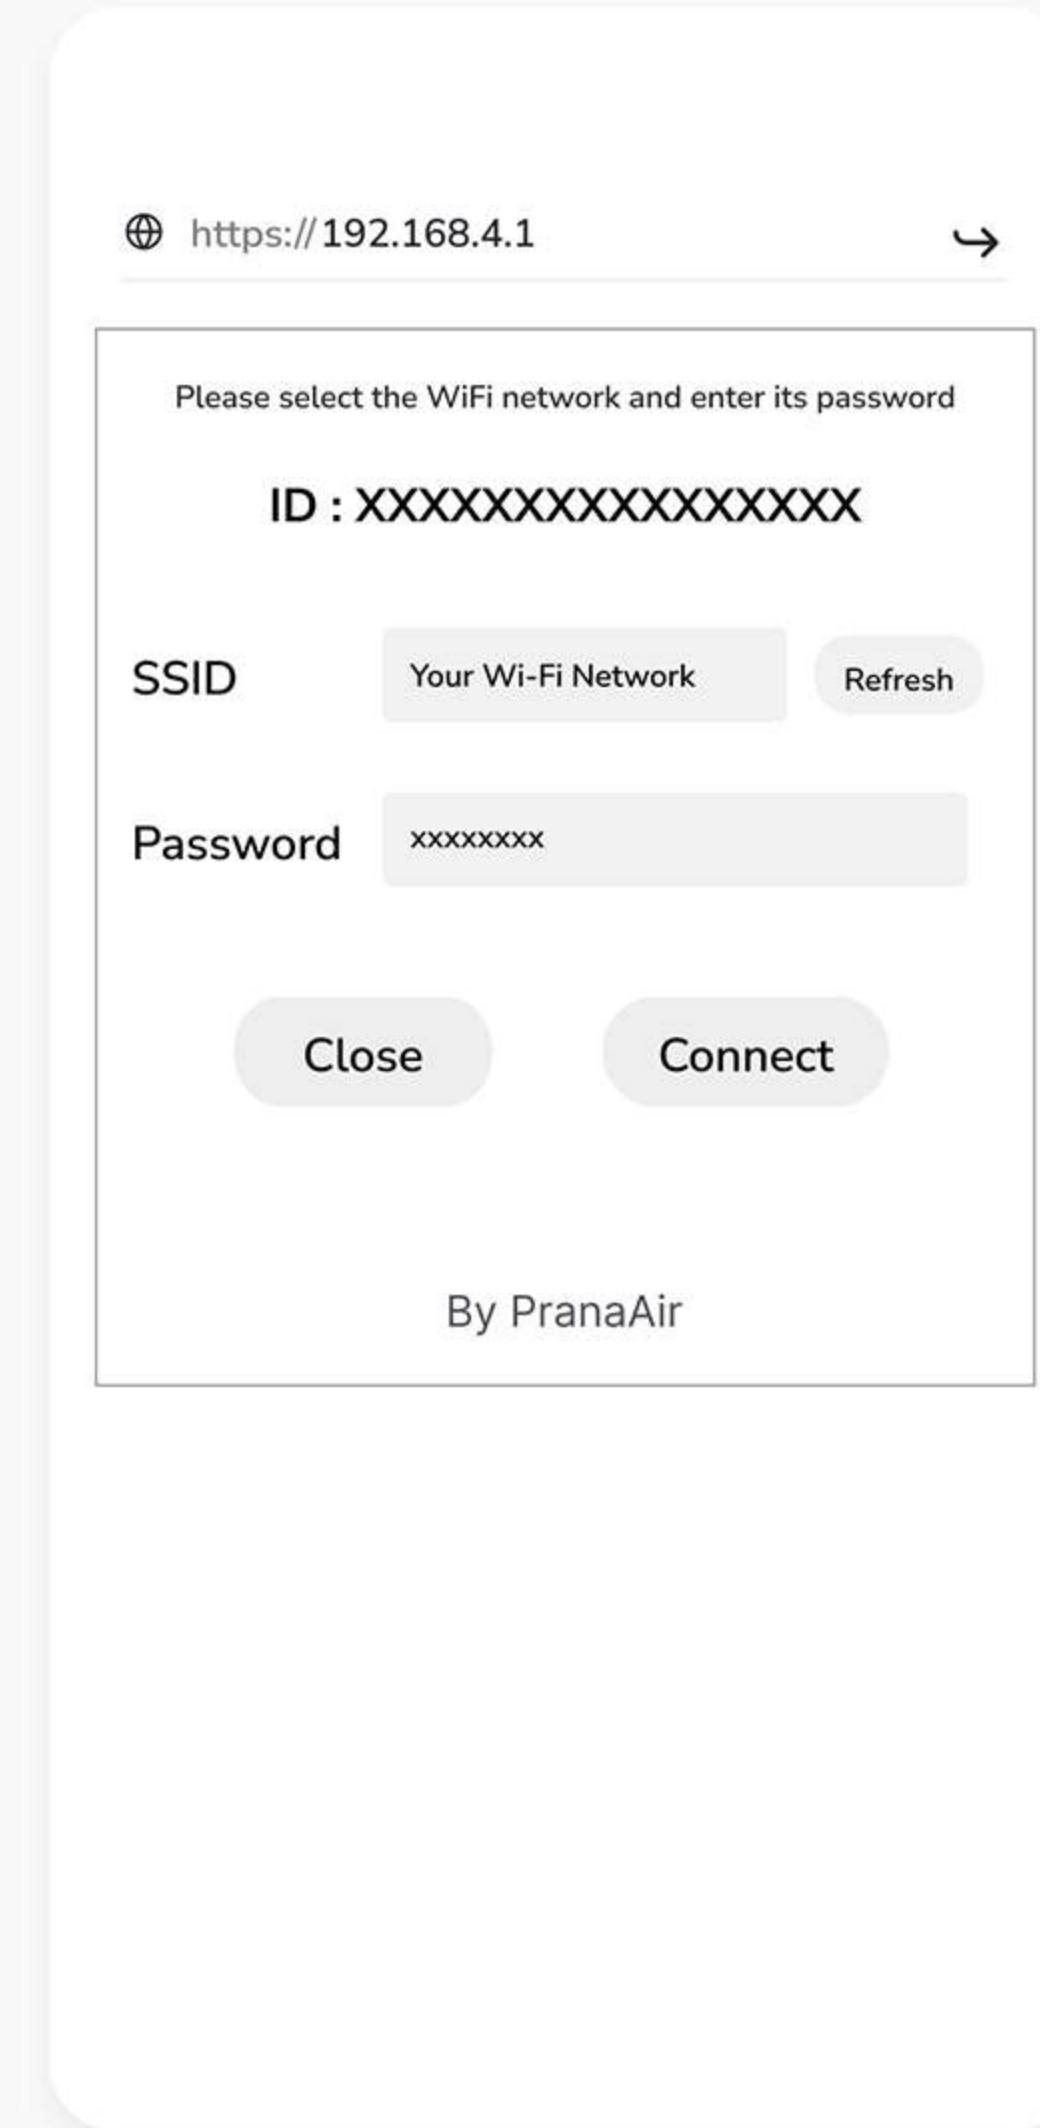 https://192.168.4.1
Please select the WiFi network and enter its password
ID : XXXXXXXXXXXXXXXX
SSID Your Wi-Fi Network Refresh
Password xxxxxxxx
Close Connect
By PranaAir